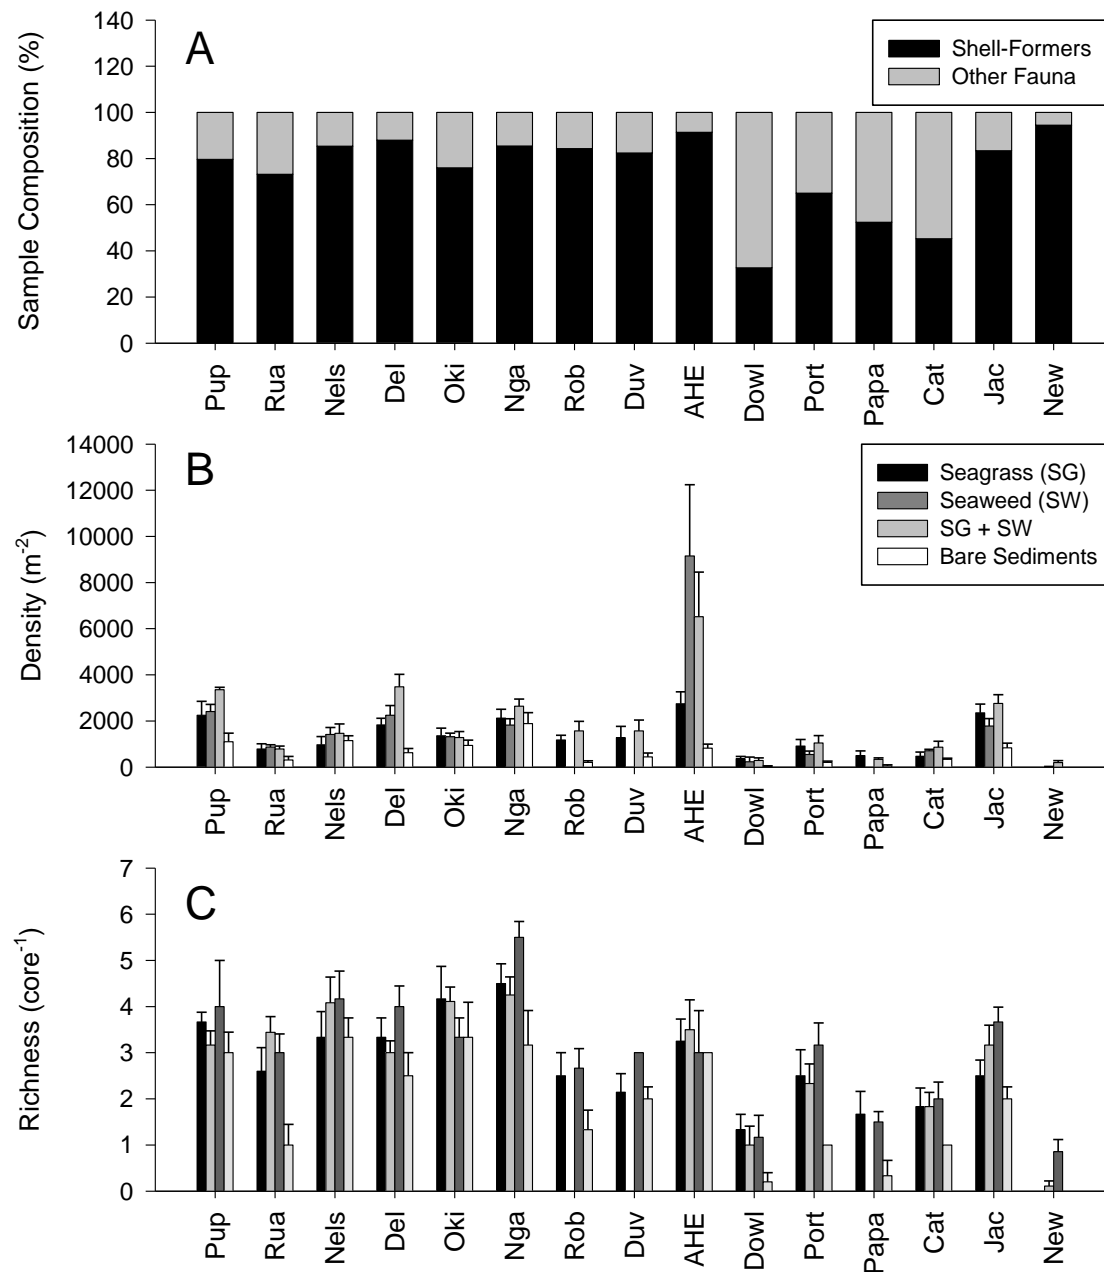 A
Sample Composition (%)
140
120
100
80
60
40
20
0
Shell-Formers
Other Fauna
Pup Rua Nels Del Oki Nga Rob Duv AHE Dowl Port Papa Cat Jac New
B
Density (m-2)
14000
12000
10000
8000
6000
4000
2000
0
Seagrass (SG)
Seaweed (SW)
SG + SW
Bare Sediments
Pup Rua Nels Del Oki Nga Rob Duv AHE Dowl Port Papa Cat Jac New
C
Richness (core-1)
7
6
5
4
3
2
1
0
Pup Rua Nels Del Oki Nga Rob Duv AHE Dowl Port Papa Cat Jac New